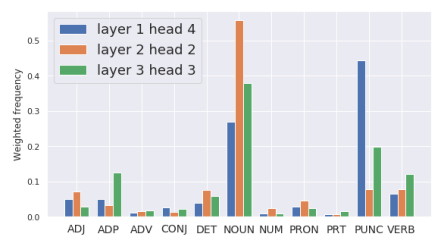 layer 1 head 4
layer 2 head 2
layer 3 head 3
Weighted frequency
0.5
0.4
0.3
0.2
0.1
0.0
ADJ ADP ADV CONJ DET NOUN NUM PRON PRT PUNC VERB